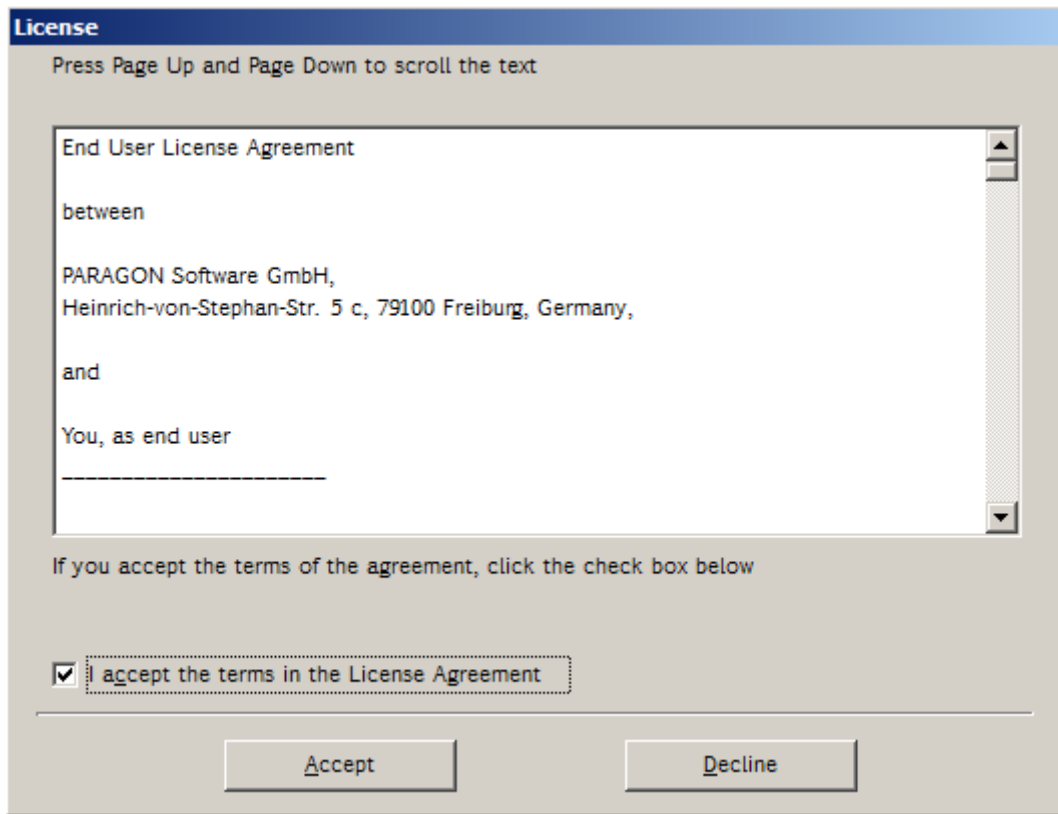 License
Press Page Up and Page Down to scroll the text
End User License Agreement
between
PARAGON Software GmbH,
Heinrich-von-Stephan-Str. 5 c, 79100 Freiburg, Germany,
and
You, as end user
______________________
If you accept the terms of the agreement, click the check box below
I accept the terms in the License Agreement
Accept
Decline